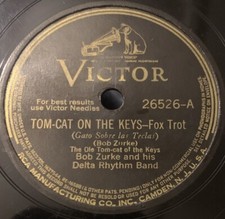 VICTOR
For best results
use Victor Needles
26526-A
TOM-CAT ON THE KEYS—Fox Trot
(Gato Sobre las Teclas)
(Bob Zurke)
The Ole Tom-cat of the Keys
Bob Zurke and his
Delta Rhythm Band
RCA MANUFACTURING CO. INC., CAMDEN, N. J., U. S. A.